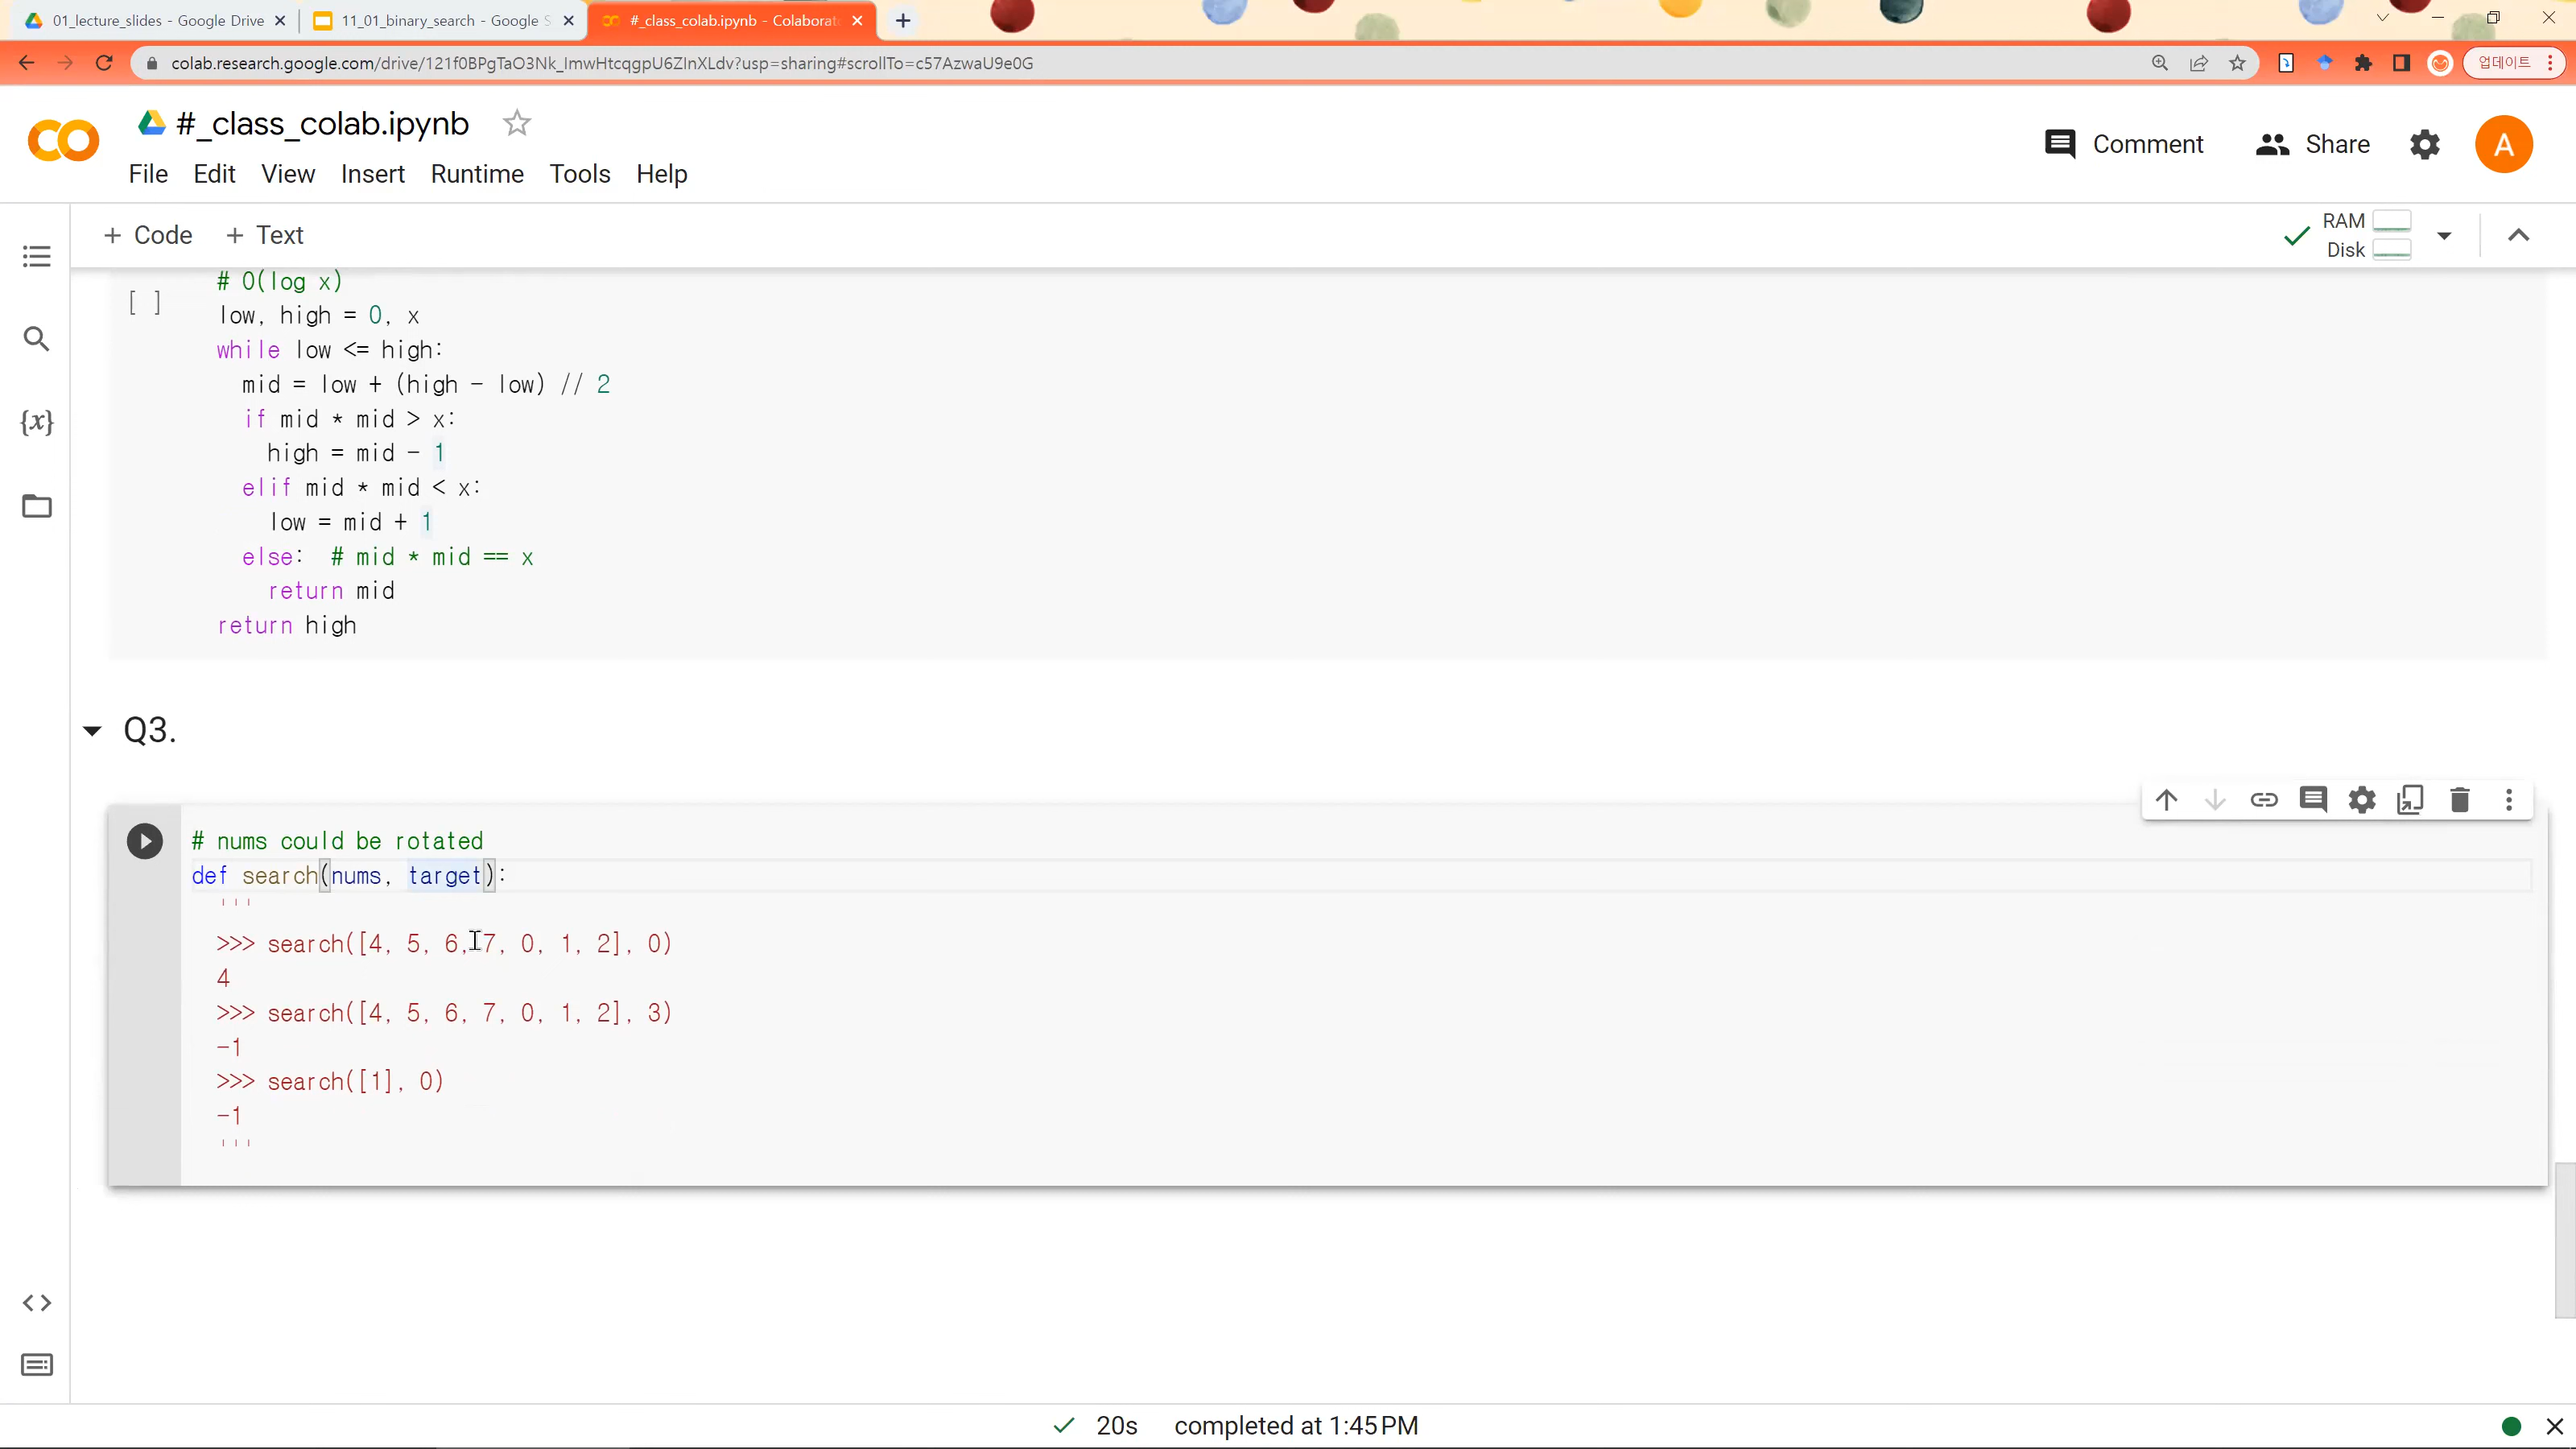 01_lecture_slides - Google Drive
11_01_binary_search - Google S
#_class_colab.ipynb - Colaborat
colab.research.google.com/drive/121f0BPgTaO3Nk_ImwHtcqgpU6ZInXLdv?usp=sharing#scrollTo=c57AzwaU9e0G
업데이트
#_class_colab.ipynb
Comment
Share
A
File Edit View Insert Runtime Tools Help
+ Code + Text
RAM
Disk
{x}
# O(log x)
[ ]
low, high = 0, x
while low <= high:
mid = low + (high - low) // 2
if mid * mid > x:
high = mid - 1
elif mid * mid < x:
low = mid + 1
else: # mid * mid == x
return mid
return high
Q3.
# nums could be rotated
def search(nums, target):
'''
>>> search([4, 5, 6, 7, 0, 1, 2], 0)
4
>>> search([4, 5, 6, 7, 0, 1, 2], 3)
-1
>>> search([1], 0)
-1
'''
20s completed at 1:45 PM